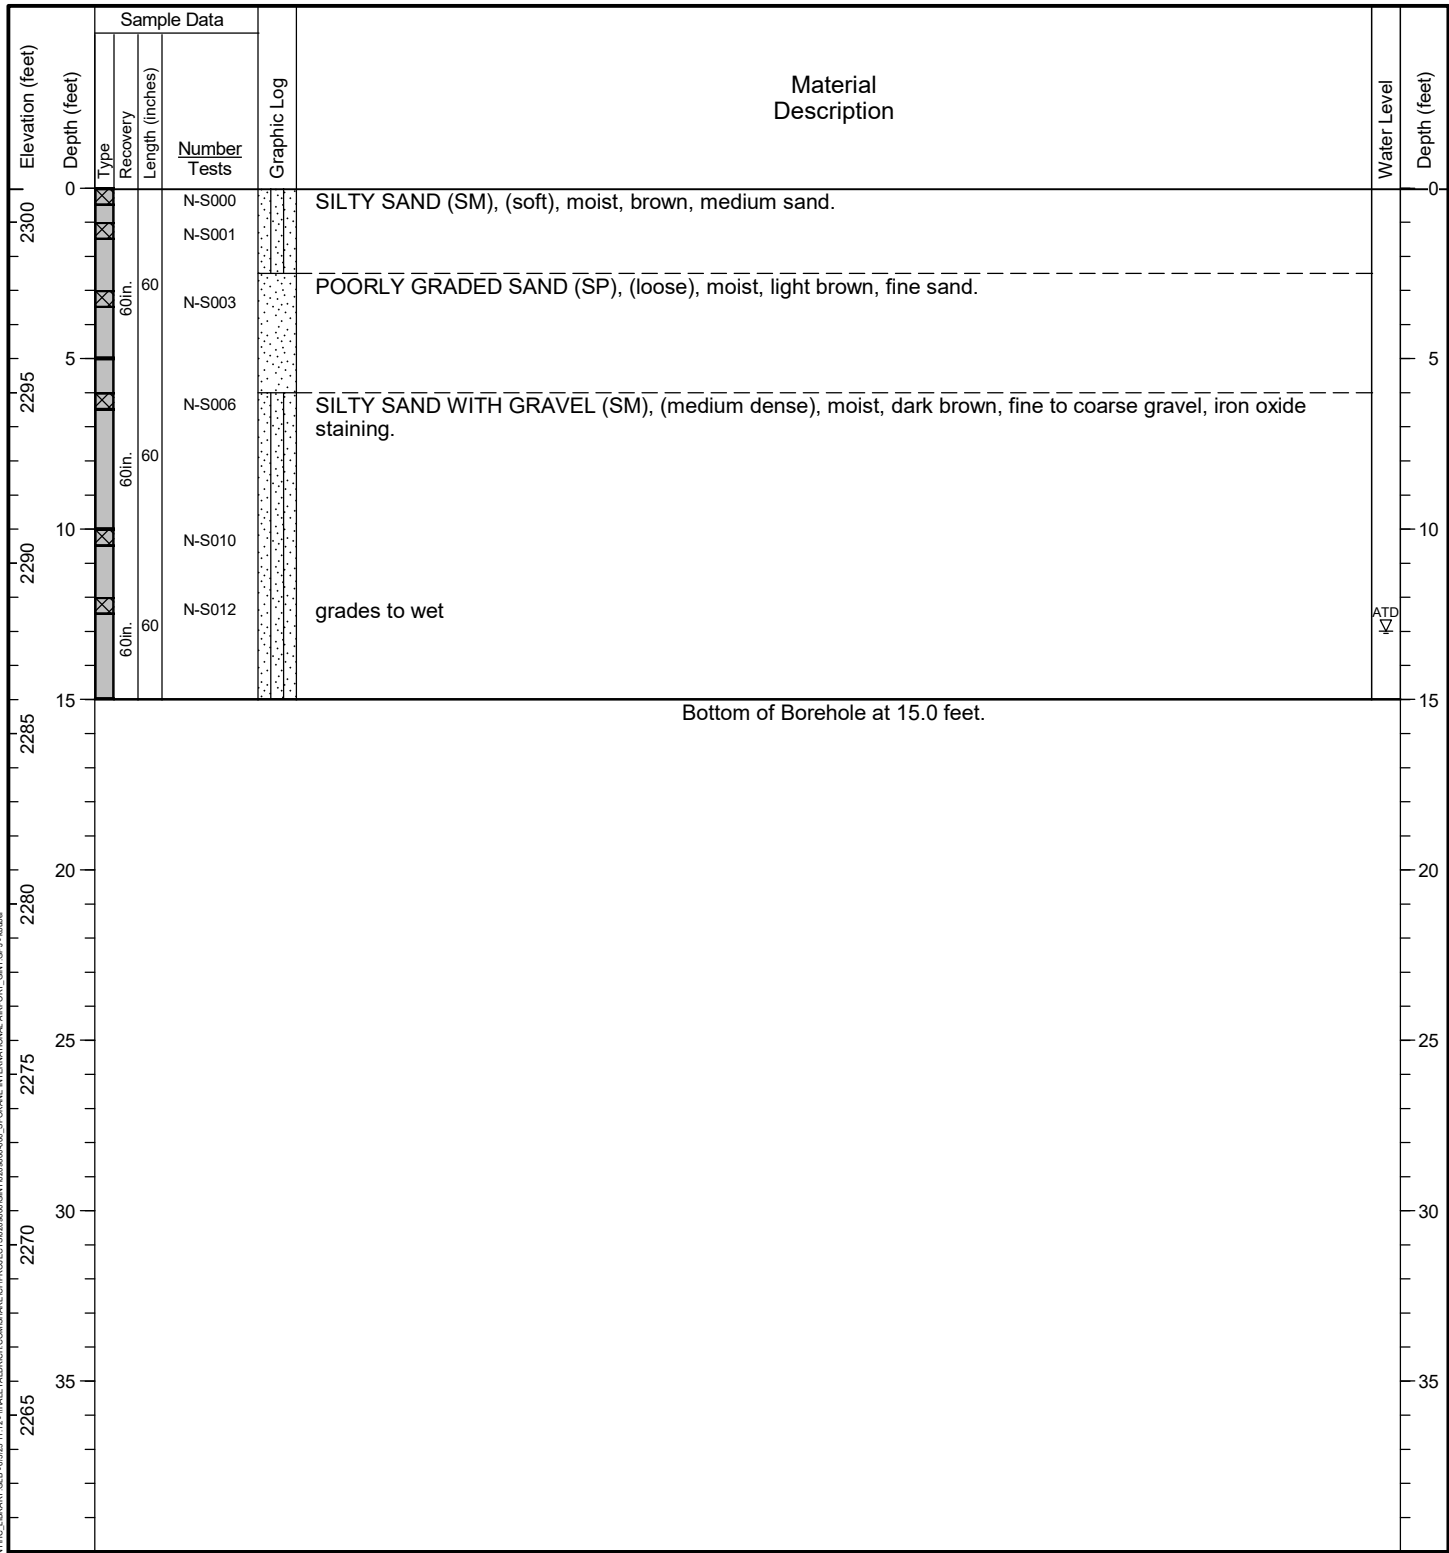 Sample Data
Elevation (feet)
Depth (feet)
Type
Recovery
Length (inches)
Number
Tests
Graphic Log
Material
Description
Water Level
Depth (feet)
0
N-S000
SILTY SAND (SM), (soft), moist, brown, medium sand.
0
2300
N-S001
60in.
60
POORLY GRADED SAND (SP), (loose), moist, light brown, fine sand.
N-S003
5
5
2295
N-S006
SILTY SAND WITH GRAVEL (SM), (medium dense), moist, dark brown, fine to coarse gravel, iron oxide
staining.
60in.
60
10
10
N-S010
2290
N-S012
grades to wet
ATD
60in.
60
15
15
Bottom of Borehole at 15.0 feet.
2285
20
20
2280
25
25
2275
30
30
2270
35
35
2265